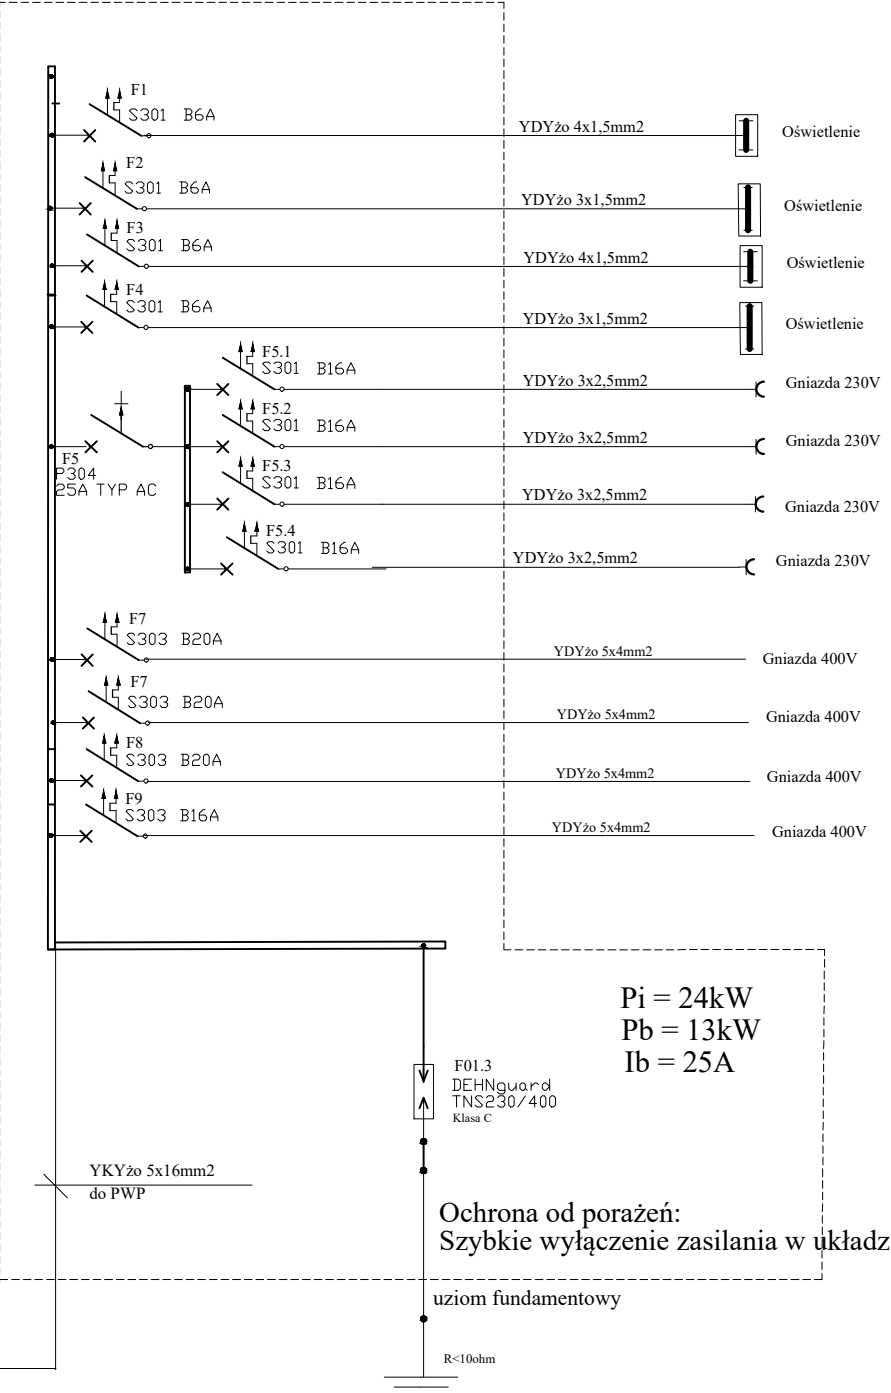 F1
S301 B6A
YDYżo 4x1,5mm2
Oświetlenie
F2
S301 B6A
YDYżo 3x1,5mm2
Oświetlenie
F3
S301 B6A
YDYżo 4x1,5mm2
Oświetlenie
F4
S301 B6A
YDYżo 3x1,5mm2
Oświetlenie
F5.1
S301 B16A
YDYżo 3x2,5mm2
Gniazda 230V
F5.2
S301 B16A
YDYżo 3x2,5mm2
Gniazda 230V
F5
P304
25A TYP AC
F5.3
S301 B16A
YDYżo 3x2,5mm2
Gniazda 230V
F5.4
S301 B16A
YDYżo 3x2,5mm2
Gniazda 230V
F7
S303 B20A
YDYżo 5x4mm2
Gniazda 400V
F7
S303 B20A
YDYżo 5x4mm2
Gniazda 400V
F8
S303 B20A
YDYżo 5x4mm2
Gniazda 400V
F9
S303 B16A
YDYżo 5x4mm2
Gniazda 400V
Pi = 24kW
Pb = 13kW
Ib = 25A
F01.3
DEHNguard
TNS230/400
Klasa C
YKYżo 5x16mm2
do PWP
Ochrona od porażeń:
Szybkie wyłączenie zasilania w układz
uziom fundamentowy
R<10ohm